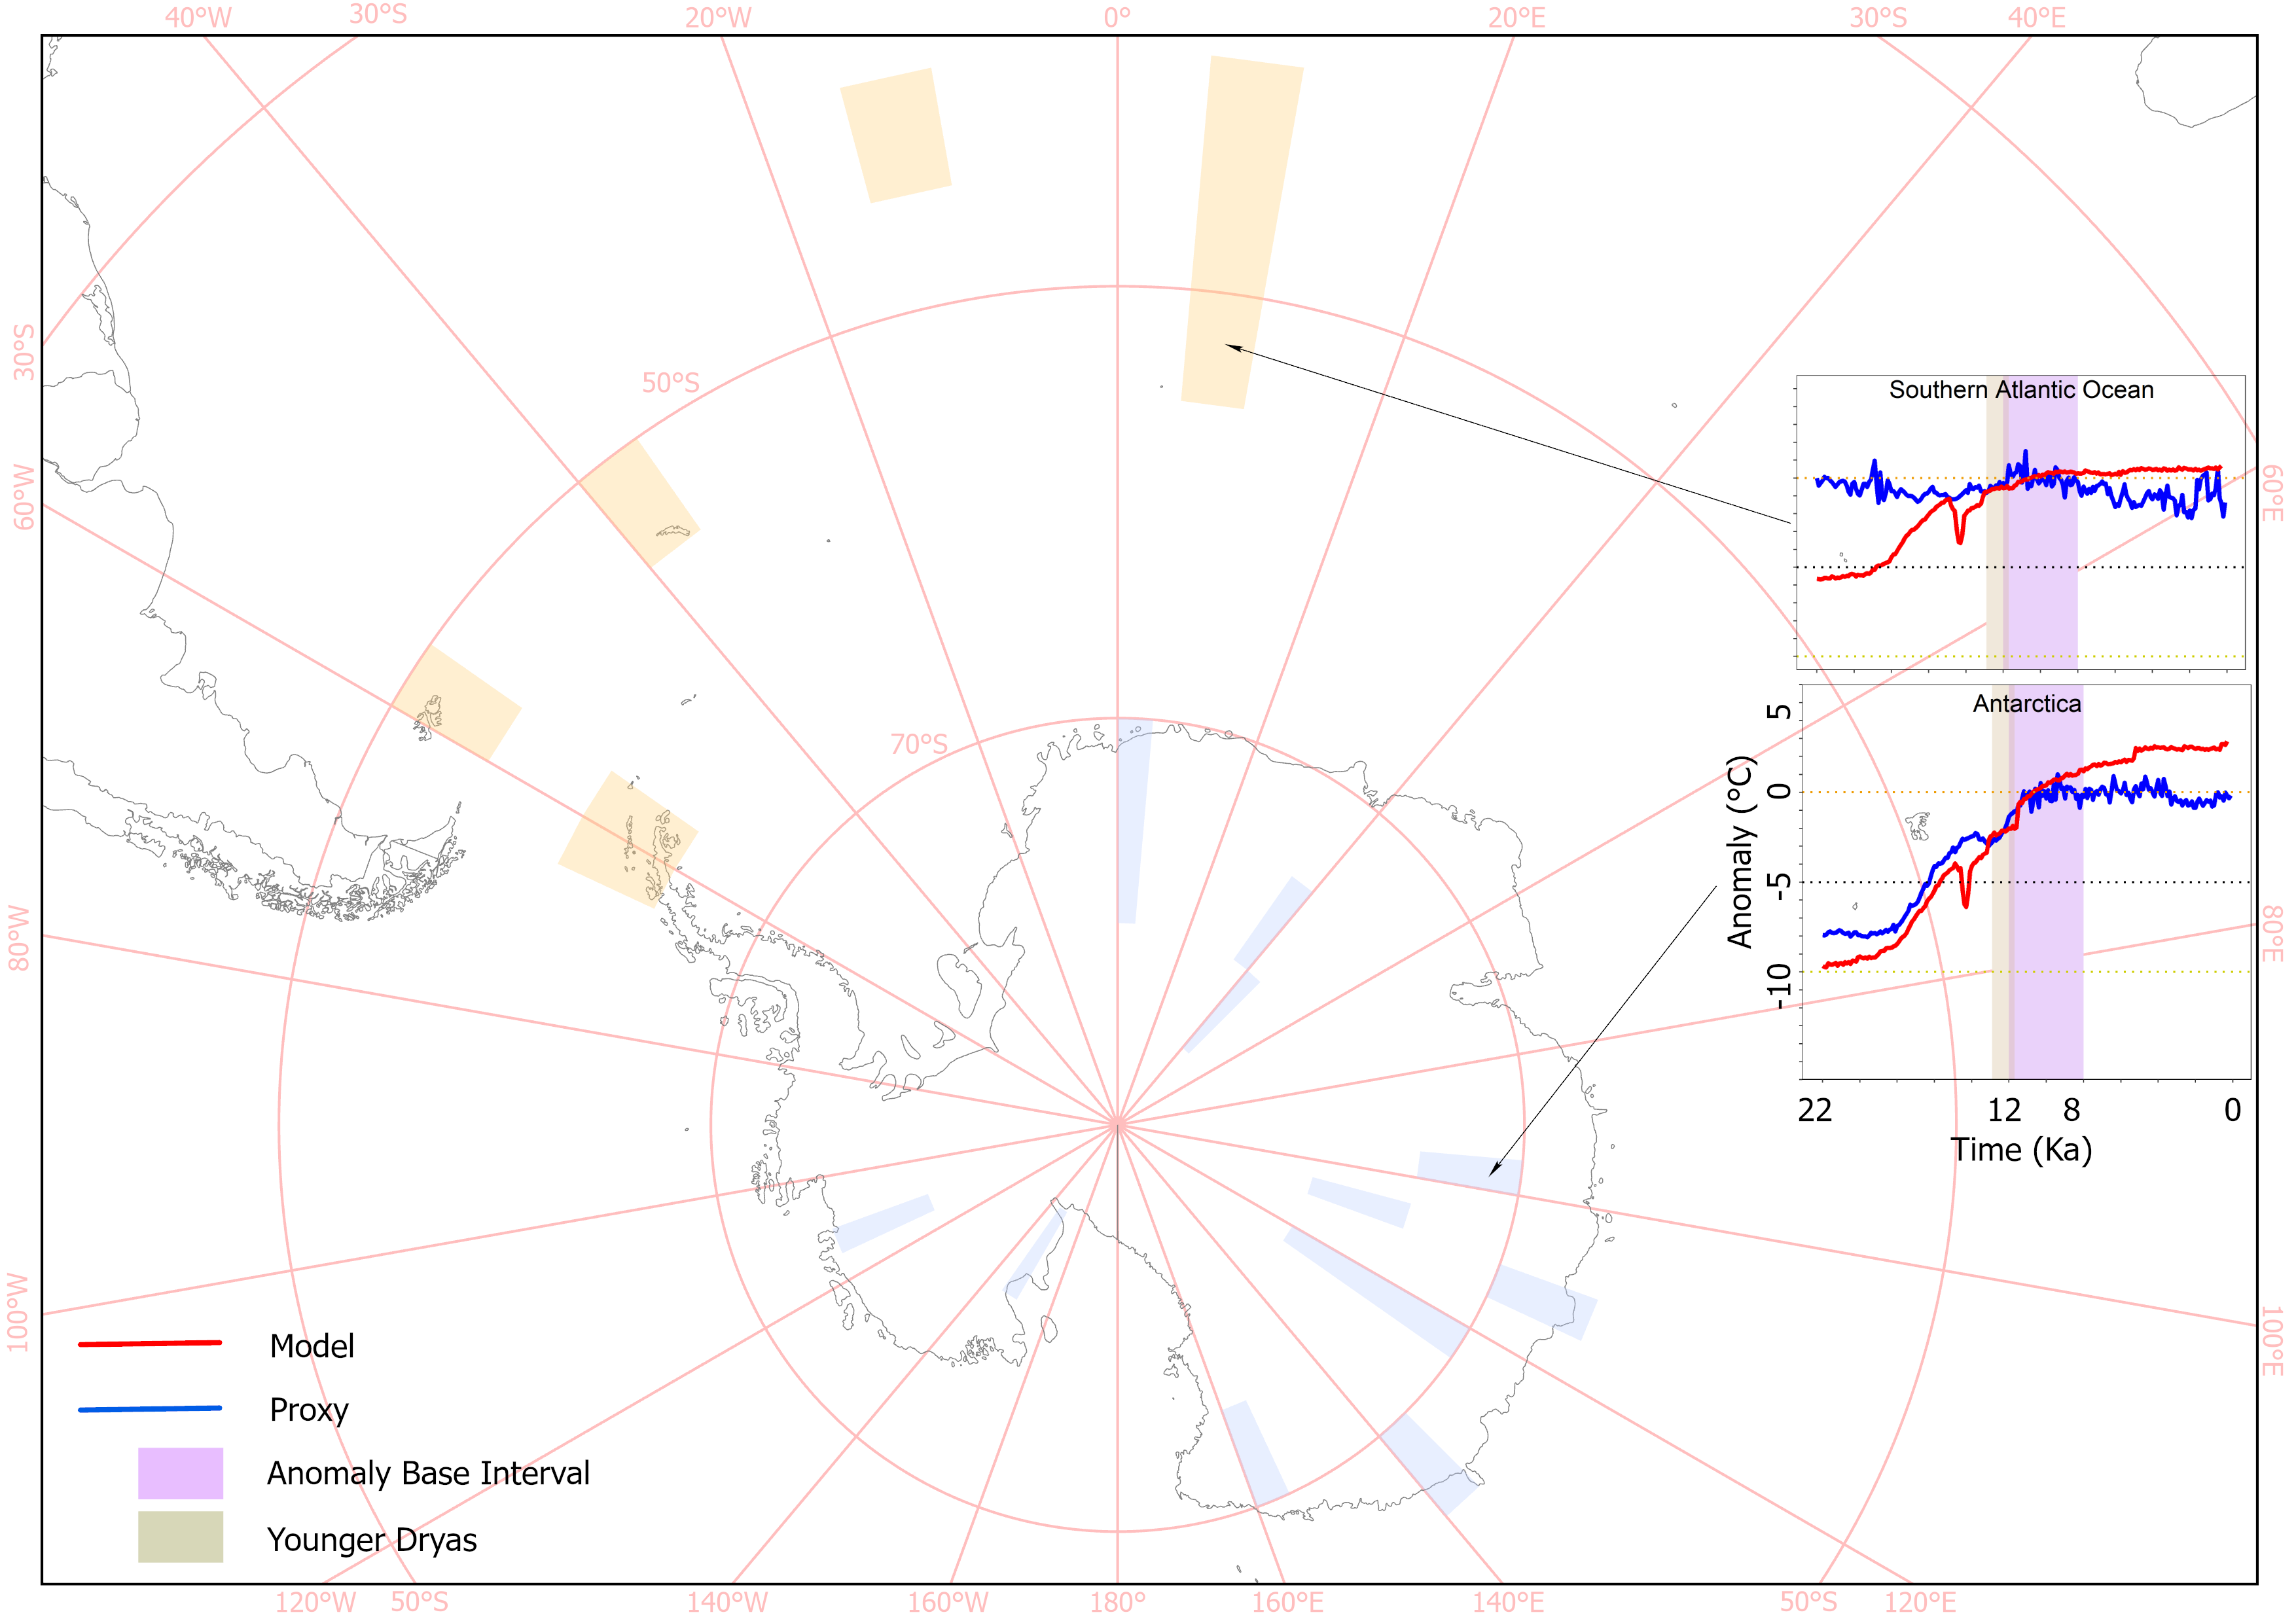 40°W
30°S
20°W
0°
20°E
30°S
40°E
30°S
50°S
60°W
60°E
Southern Atlantic Ocean
70°S
Antarctica
80°W
80°E
Anomaly (°C)
5
0
-5
-10
22
12
8
0
Time (Ka)
100°W
100°E
Model
Proxy
Anomaly Base Interval
Younger Dryas
120°W
50°S
140°W
160°W
180°
160°E
140°E
50°S
120°E